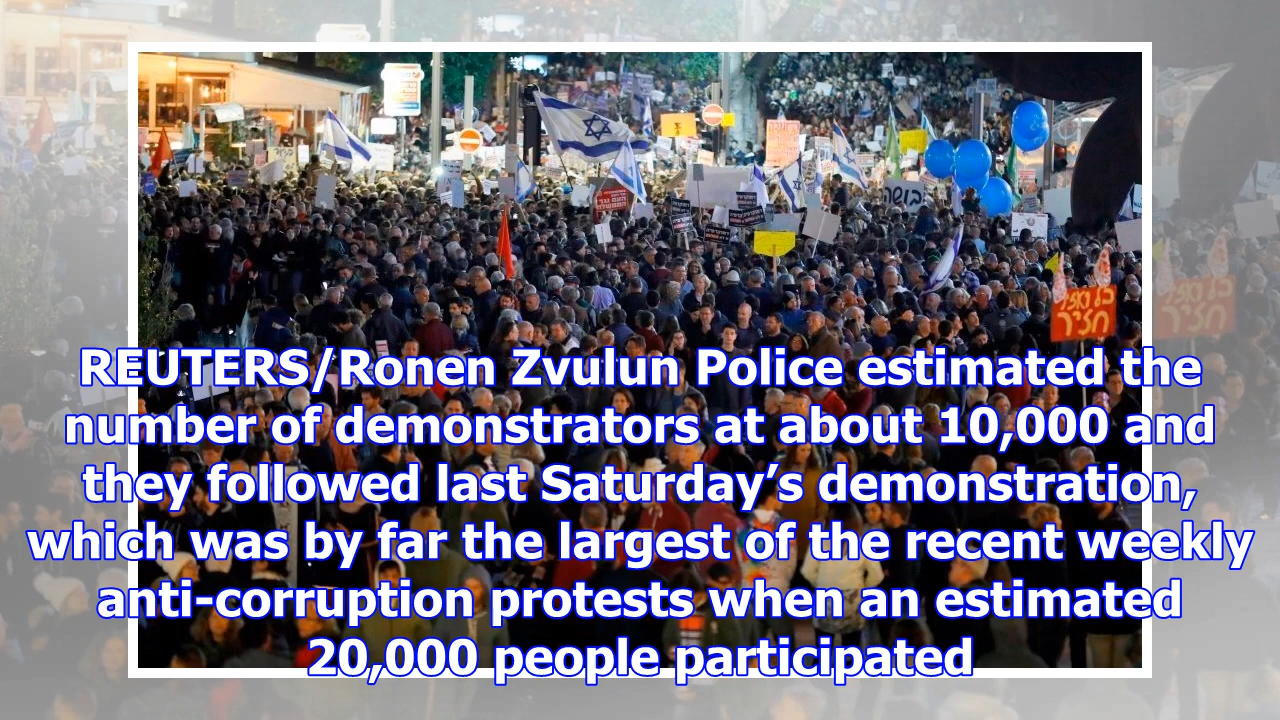 REUTERS/Ronen Zvulun Police estimated the
number of demonstrators at about 10,000 and
they followed last Saturday’s demonstration,
which was by far the largest of the recent weekly
anti-corruption protests when an estimated
20,000 people participated
חזיר